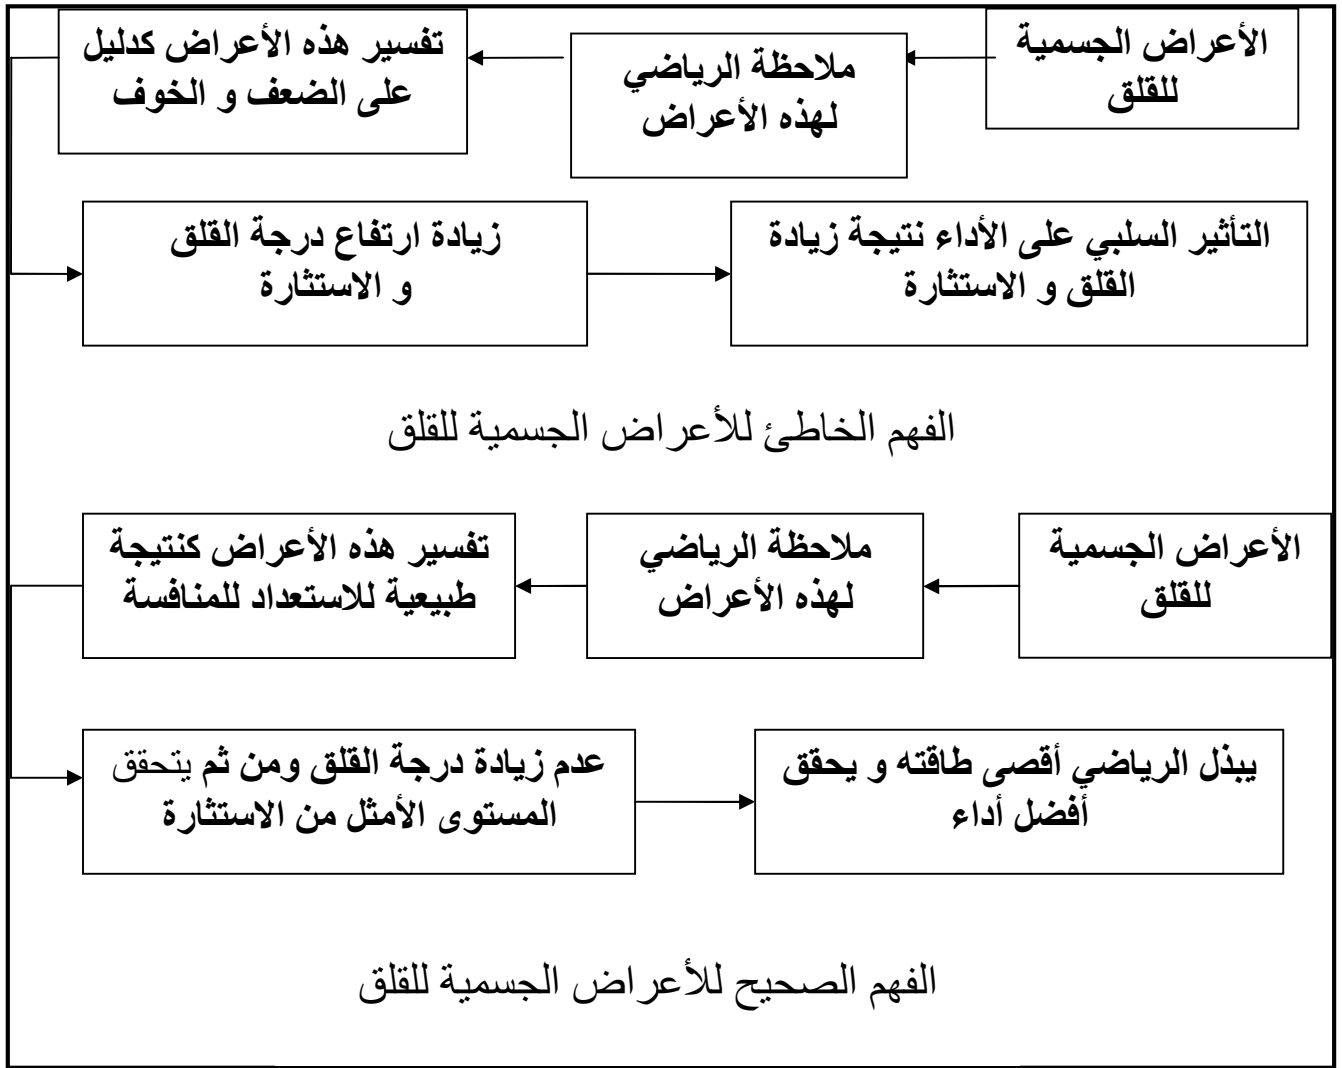 الأعراض الجسمية
للقلق
ملاحظة الرياضي
لهذه الأعراض
تفسير هذه الأعراض كدليل
على الضعف و الخوف
زيادة ارتفاع درجة القلق
و الاستثارة
التأثير السلبي على الأداء نتيجة زيادة
القلق و الاستثارة
الفهم الخاطئ للأعراض الجسمية للقلق
الأعراض الجسمية
للقلق
ملاحظة الرياضي
لهذه الأعراض
تفسير هذه الأعراض كنتيجة
طبيعية للاستعداد للمنافسة
عدم زيادة درجة القلق ومن ثم يتحقق
المستوى الأمثل من الاستثارة
يبذل الرياضي أقصى طاقته و يحقق
أفضل أداء
الفهم الصحيح للأعراض الجسمية للقلق